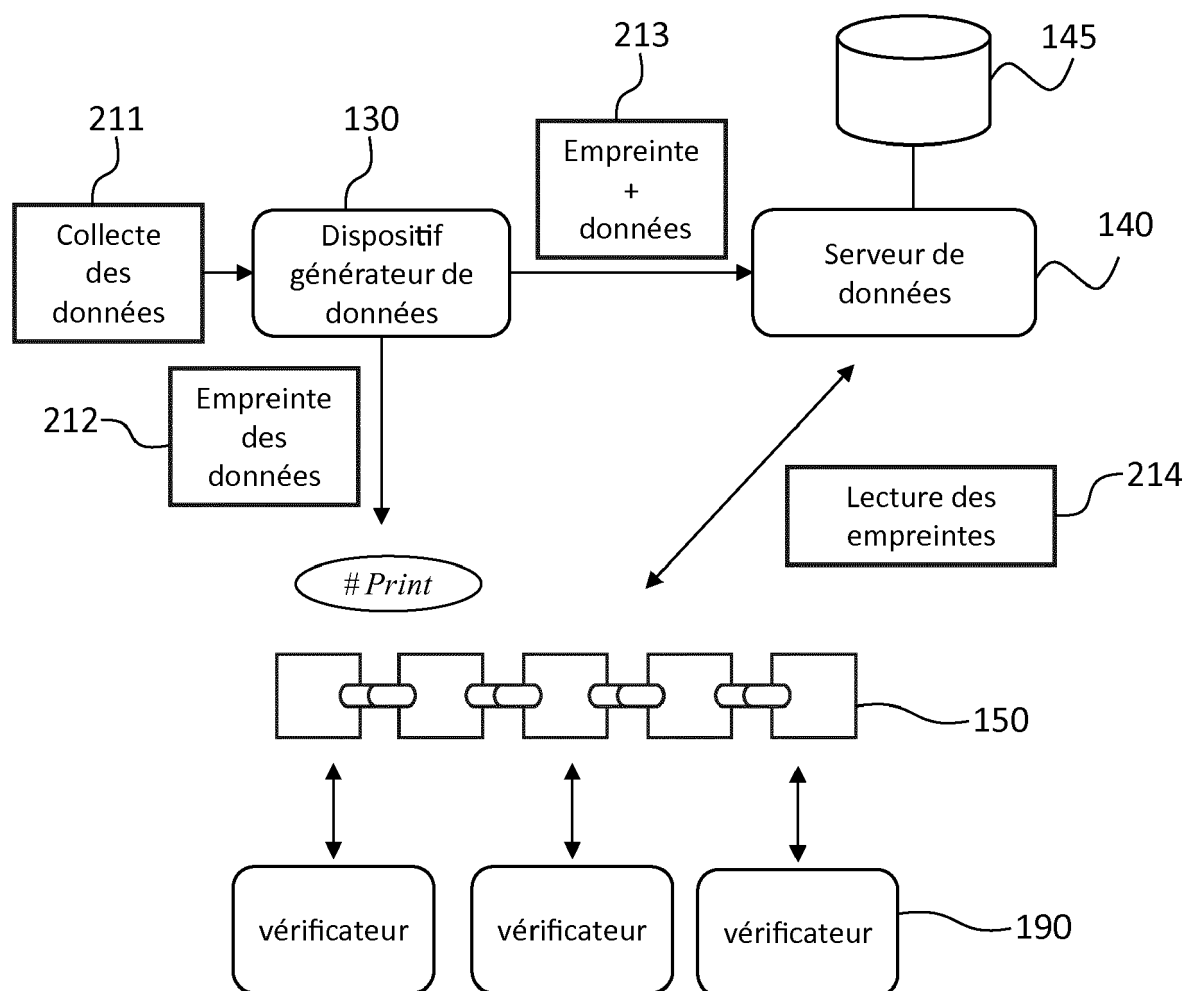 213
145
211
130
Empreinte
+
données
Collecte
des
données
Dispositif
générateur de
données
Serveur de
données
140
212
Empreinte
des
données
Lecture des
empreintes
214
# Print
150
vérificateur
vérificateur
vérificateur
190